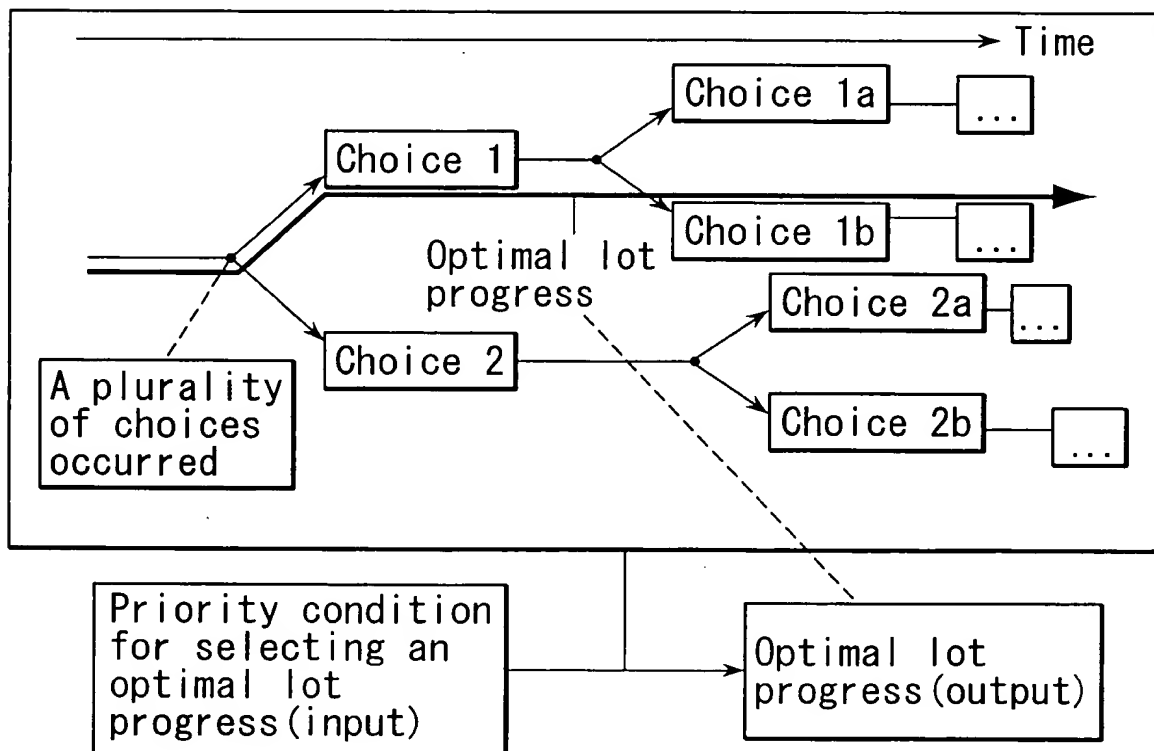 Time
Choice 1a
...
Choice 1
Choice 1b
...
Optimal lot
progress
Choice 2a
...
Choice 2
A plurality
of choices
occurred
Choice 2b
...
Priority condition
for selecting an
optimal lot
progress(input)
Optimal lot
progress(output)